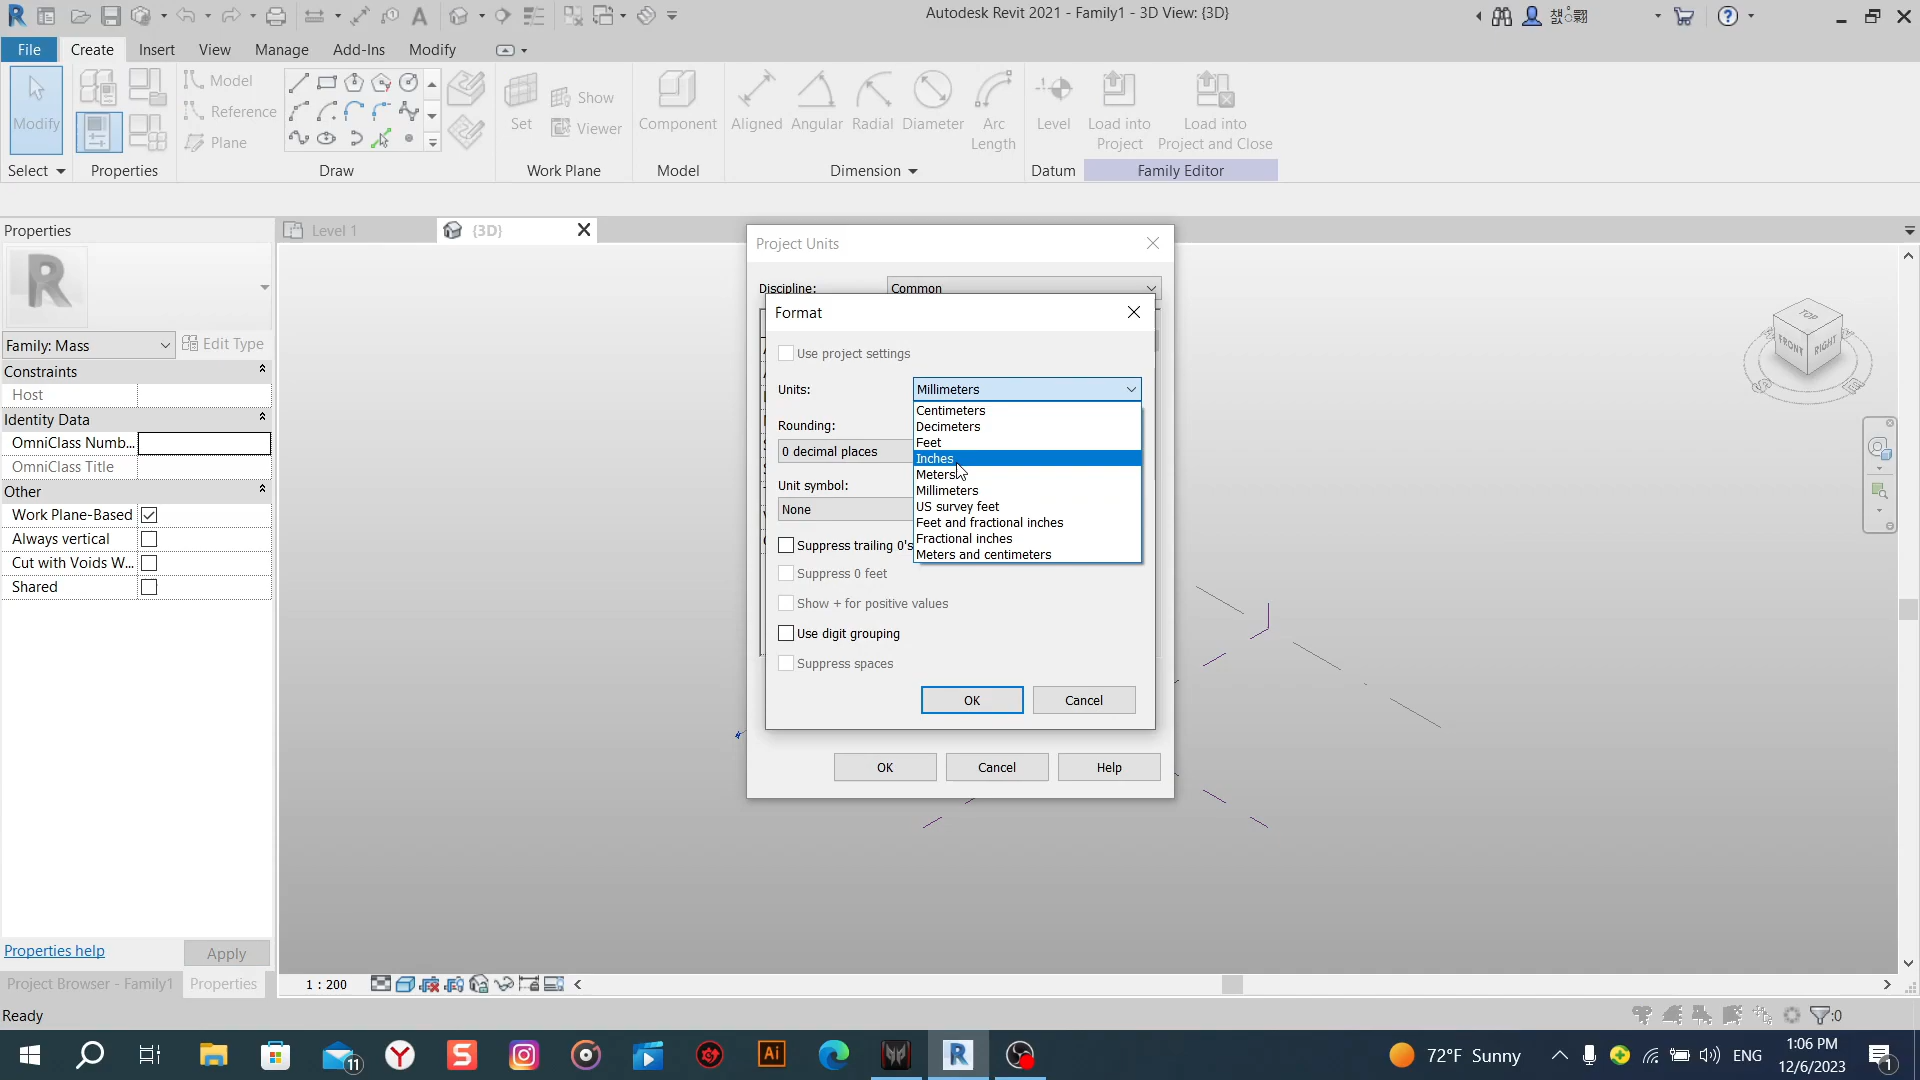 Autodesk Revit 2021 - Family1 - 3D View: {3D}
File Create Insert View Manage Add-Ins Modify
Modify
Model
Reference
Plane
Set
Show
Viewer
Component
Aligned Angular Radial Diameter Arc
Length
Level
Load into
Project
Load into
Project and Close
Select Properties Draw Work Plane Model Dimension Datum Family Editor
Properties
Level 1
{3D}
Family: Mass
Edit Type
Constraints
Host
Identity Data
OmniClass Numb...
OmniClass Title
Other
Work Plane-Based
Always vertical
Cut with Voids W...
Shared
Project Units
Discipline: Common
Format
Use project settings
Units: Millimeters
Centimeters
Decimeters
Feet
Inches
Meters
Millimeters
US survey feet
Feet and fractional inches
Fractional inches
Meters and centimeters
Rounding:
0 decimal places
Unit symbol:
None
Suppress trailing 0's
Suppress 0 feet
Show + for positive values
Use digit grouping
Suppress spaces
OK Cancel
OK Cancel Help
TOP
FRONT
RIGHT
Properties help
Apply
Project Browser - Family1
Properties
1 : 200
Ready
:0
11
72°F Sunny
ENG
1:06 PM
12/6/2023
1